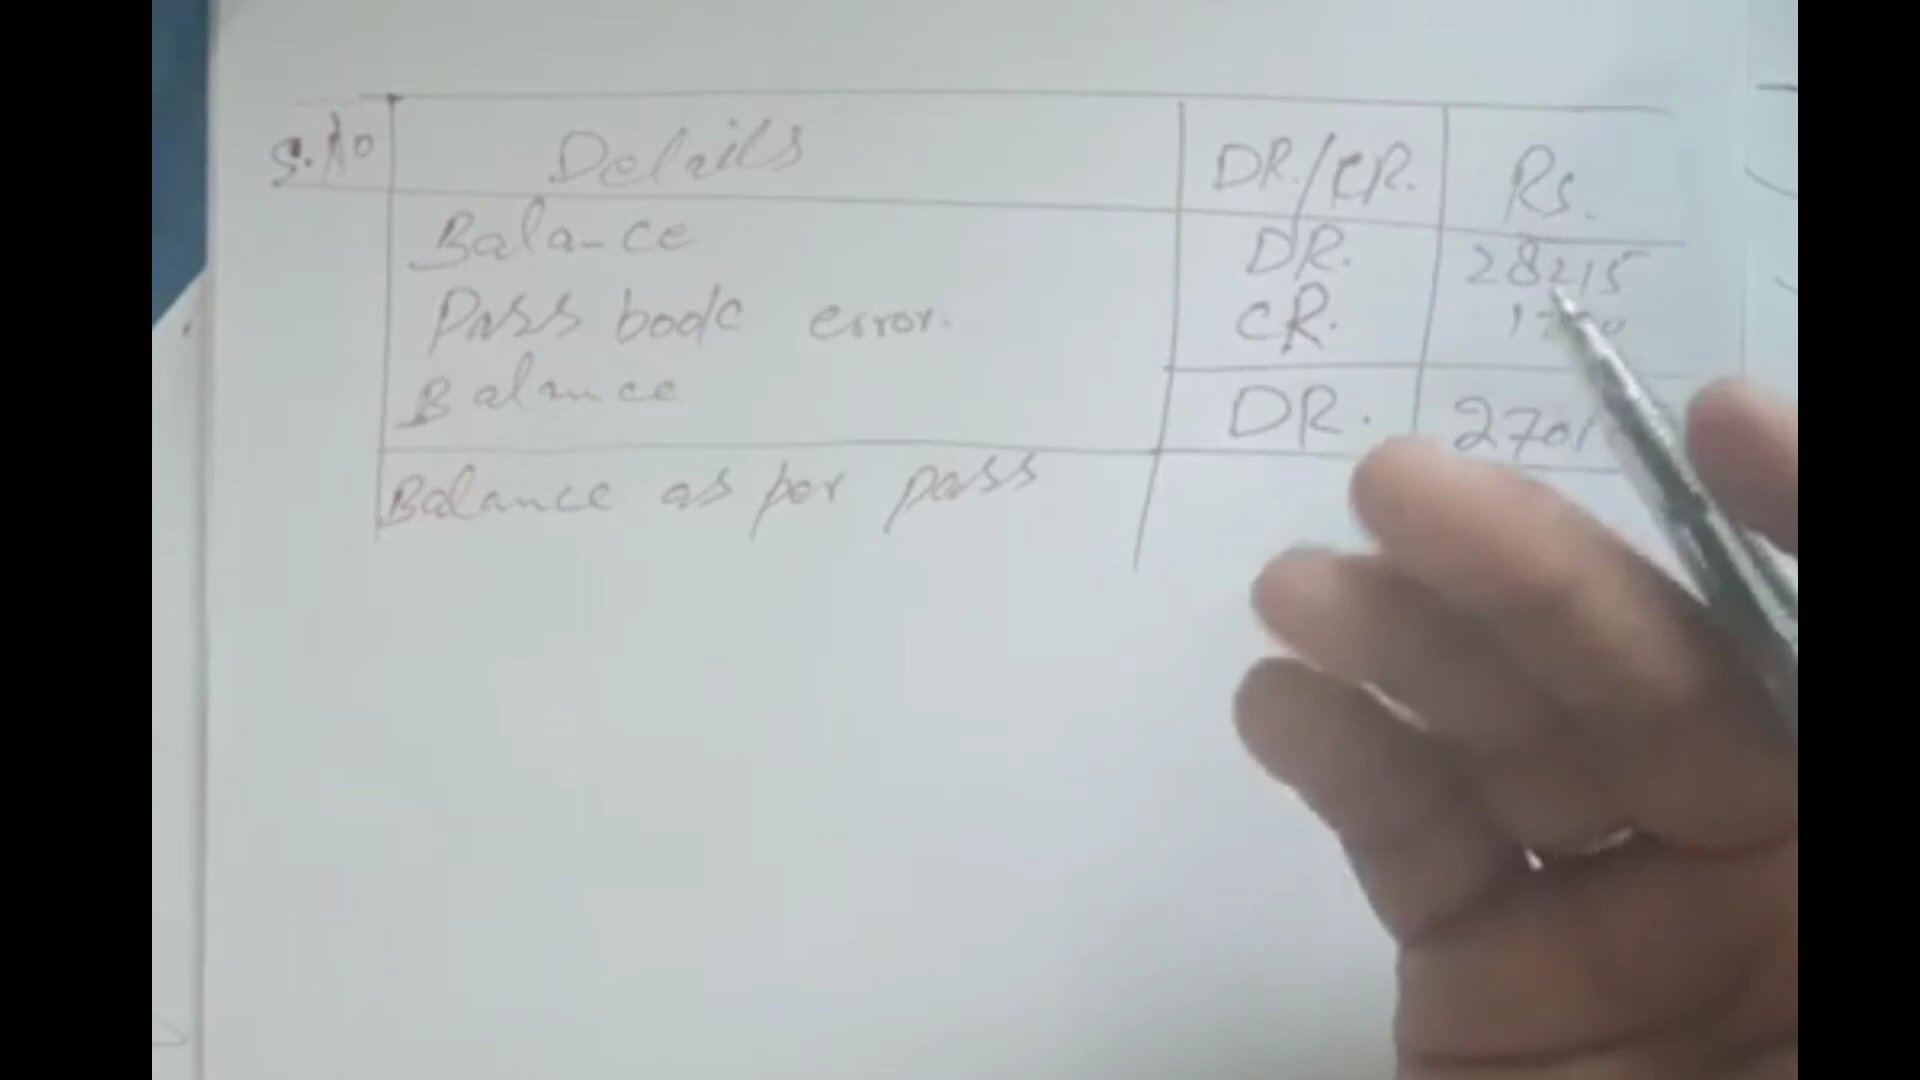 S.No Details DR./CR. Rs.
Balance DR. 28215
Pass book error. CR.
Balance DR.
Balance as per pass